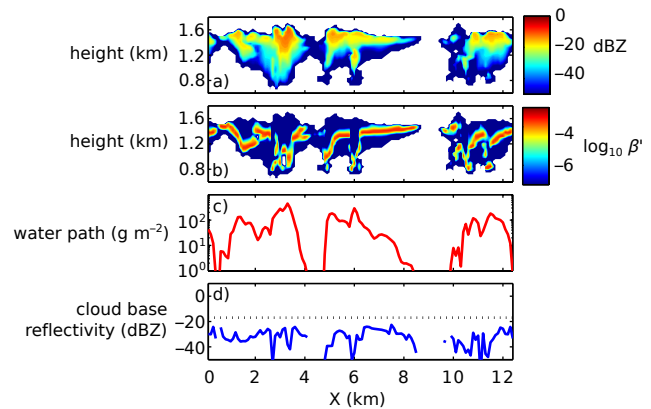 1.6
height (km)
1.2
0.8
a)
0
-20
-40
dBZ
1.6
height (km)
1.2
0.8
b)
-4
-6
log₁₀ β'
c)
10²
water path (g m⁻²)
10¹
10⁰
d)
0
cloud base
reflectivity (dBZ)
-20
-40
0 2 4 6 8 10 12
X (km)